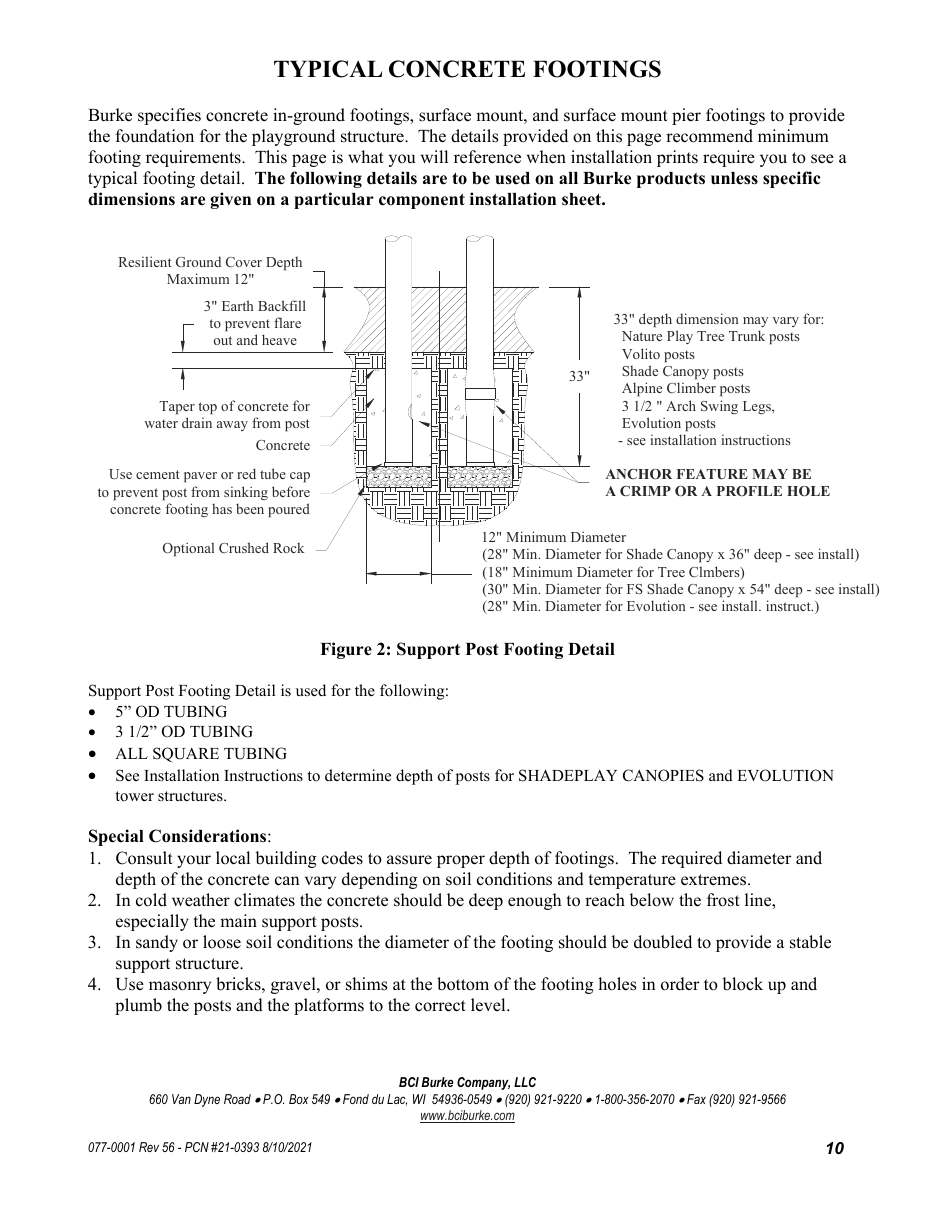 TYPICAL CONCRETE FOOTINGS
Burke specifies concrete in-ground footings, surface mount, and surface mount pier footings to provide
the foundation for the playground structure.  The details provided on this page recommend minimum
footing requirements.  This page is what you will reference when installation prints require you to see a
typical footing detail.  The following details are to be used on all Burke products unless specific
dimensions are given on a particular component installation sheet.
Resilient Ground Cover Depth
Maximum 12"
3" Earth Backfill
to prevent flare
out and heave
Taper top of concrete for
water drain away from post
Concrete
Use cement paver or red tube cap
to prevent post from sinking before
concrete footing has been poured
Optional Crushed Rock
33"
33" depth dimension may vary for:
Nature Play Tree Trunk posts
Volito posts
Shade Canopy posts
Alpine Climber posts
3 1/2 " Arch Swing Legs,
Evolution posts
- see installation instructions
ANCHOR FEATURE MAY BE
A CRIMP OR A PROFILE HOLE
12" Minimum Diameter
(28" Min. Diameter for Shade Canopy x 36" deep - see install)
(18" Minimum Diameter for Tree Clmbers)
(30" Min. Diameter for FS Shade Canopy x 54" deep - see install)
(28" Min. Diameter for Evolution - see install. instruct.)
Figure 2: Support Post Footing Detail
Support Post Footing Detail is used for the following:
• 5” OD TUBING
• 3 1/2” OD TUBING
• ALL SQUARE TUBING
• See Installation Instructions to determine depth of posts for SHADEPLAY CANOPIES and EVOLUTION
tower structures.
Special Considerations:
1. Consult your local building codes to assure proper depth of footings.  The required diameter and
depth of the concrete can vary depending on soil conditions and temperature extremes.
2. In cold weather climates the concrete should be deep enough to reach below the frost line,
especially the main support posts.
3. In sandy or loose soil conditions the diameter of the footing should be doubled to provide a stable
support structure.
4. Use masonry bricks, gravel, or shims at the bottom of the footing holes in order to block up and
plumb the posts and the platforms to the correct level.
BCI Burke Company, LLC
660 Van Dyne Road • P.O. Box 549 • Fond du Lac, WI  54936-0549 • (920) 921-9220 • 1-800-356-2070 • Fax (920) 921-9566
www.bciburke.com
077-0001 Rev 56 - PCN #21-0393 8/10/2021
10